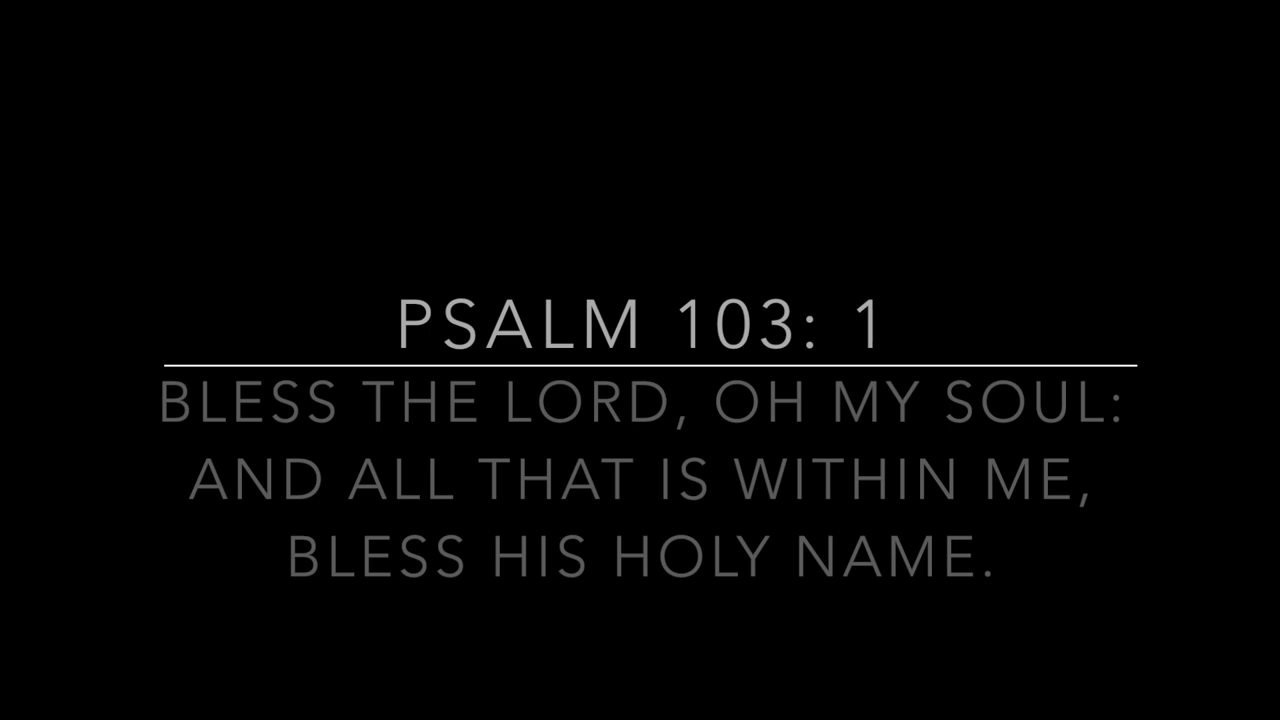 PSALM 103: 1
BLESS THE LORD, OH MY SOUL:
AND ALL THAT IS WITHIN ME,
BLESS HIS HOLY NAME.